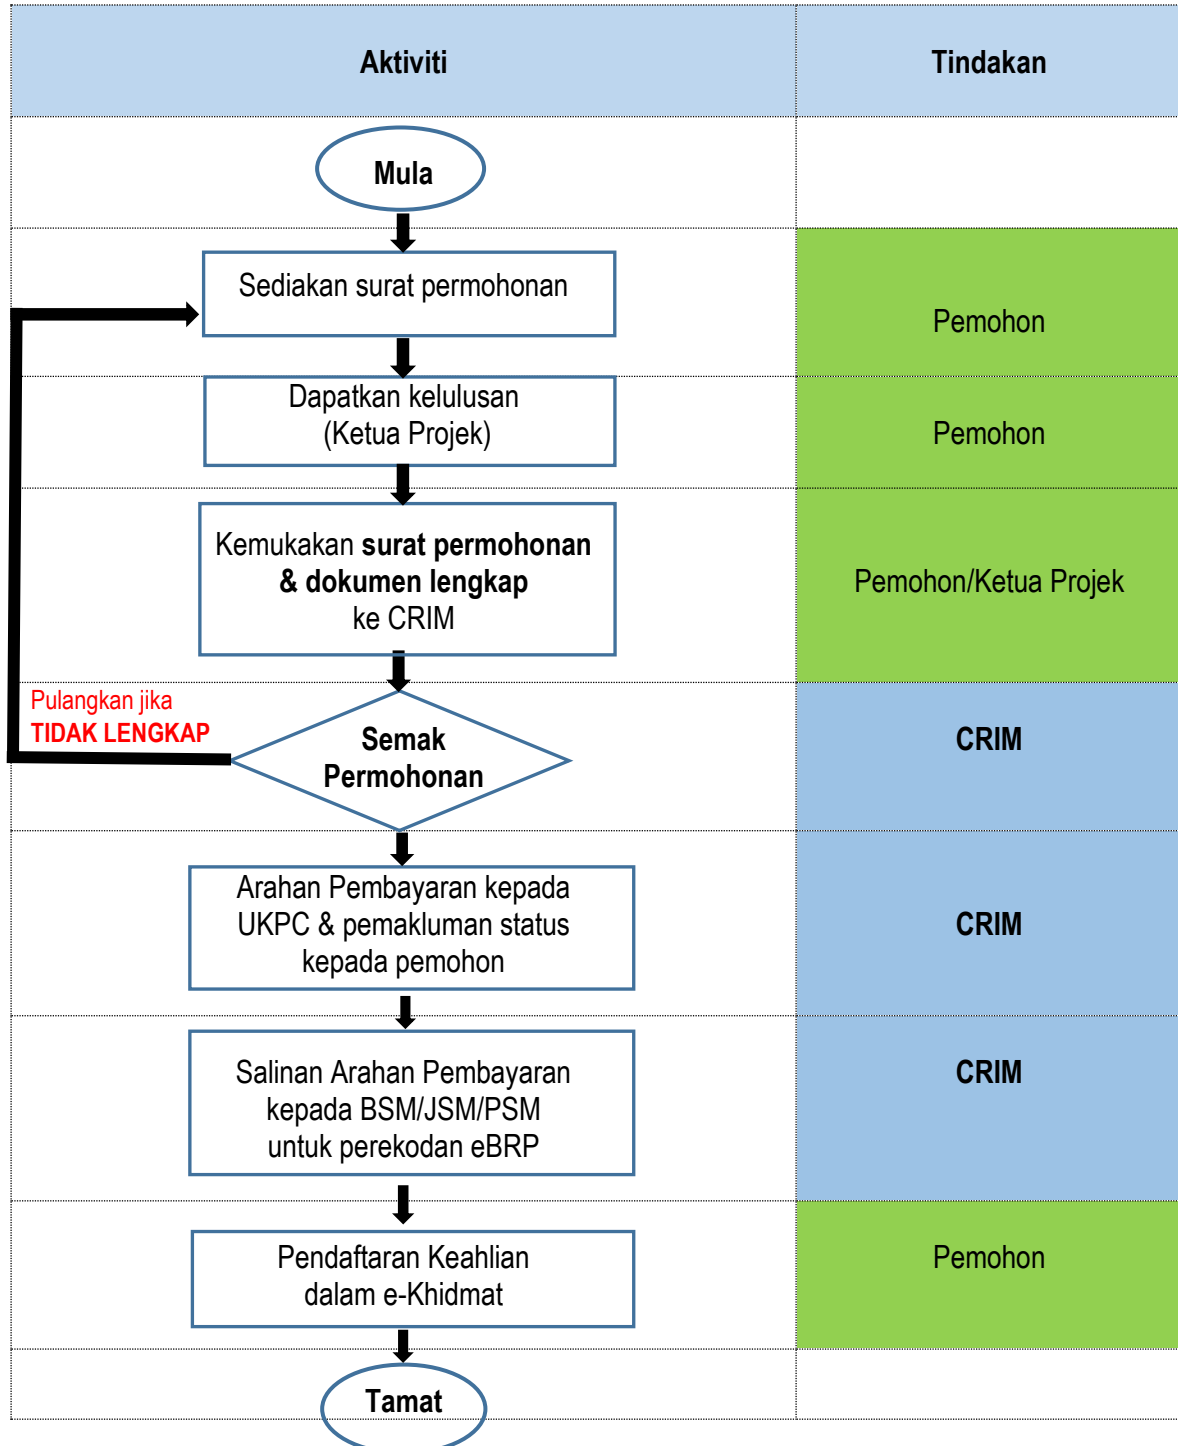 Aktiviti
Tindakan
Mula
Sediakan surat permohonan
Pemohon
Dapatkan kelulusan
(Ketua Projek)
Pemohon
Kemukakan surat permohonan
& dokumen lengkap
ke CRIM
Pemohon/Ketua Projek
Pulangkan jika
TIDAK LENGKAP
Semak
Permohonan
CRIM
Arahan Pembayaran kepada
UKPC & pemakluman status
kepada pemohon
CRIM
Salinan Arahan Pembayaran
kepada BSM/JSM/PSM
untuk perekodan eBRP
CRIM
Pendaftaran Keahlian
dalam e-Khidmat
Pemohon
Tamat